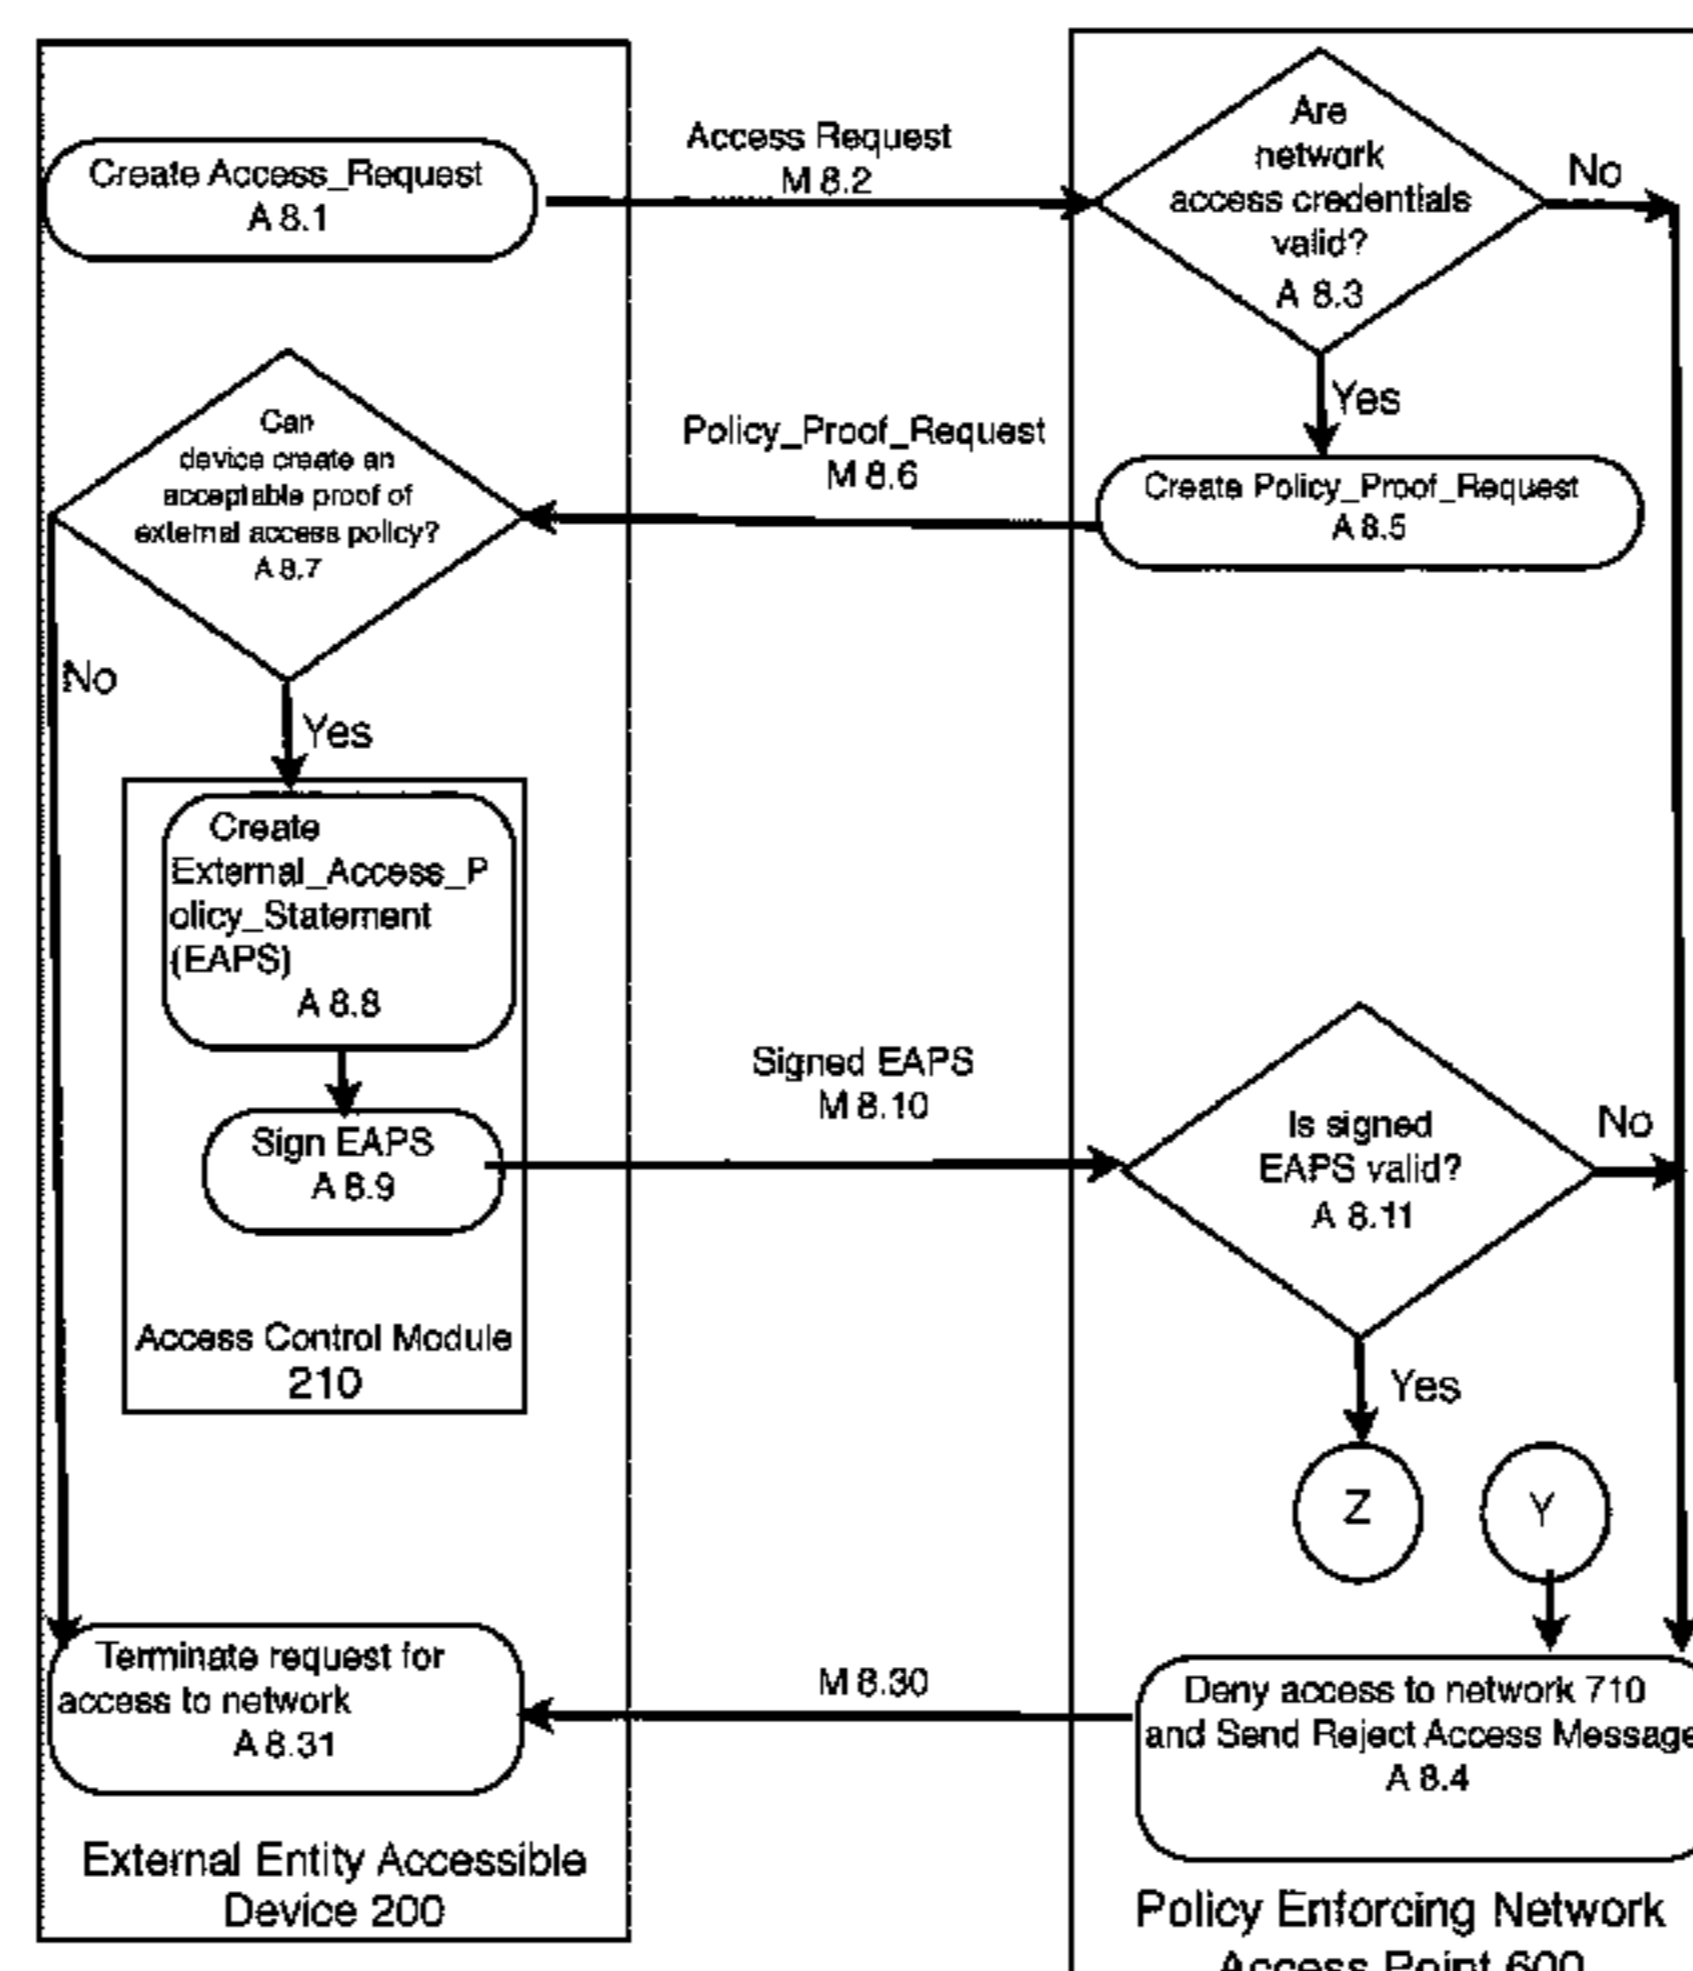 Create Access_Request
A 8.1
Access Request
M 8.2
Are
network
access credentials
valid?
A 8.3
No
Yes
Can
device create an
acceptable proof of
external access policy?
A 8.7
Policy_Proof_Request
M 8.6
Create Policy_Proof_Request
A 8.5
No
Yes
Create
External_Access_P
olicy_Statement
(EAPS)
A 8.8
Sign EAPS
A 8.9
Access Control Module
210
Signed EAPS
M 8.10
Is signed
EAPS valid?
A 8.11
No
Yes
Z
Y
Terminate request for
access to network
A 8.31
M 8.30
Deny access to network 710
and Send Reject Access Message
A 8.4
External Entity Accessible
Device 200
Policy Enforcing Network
Access Point 600